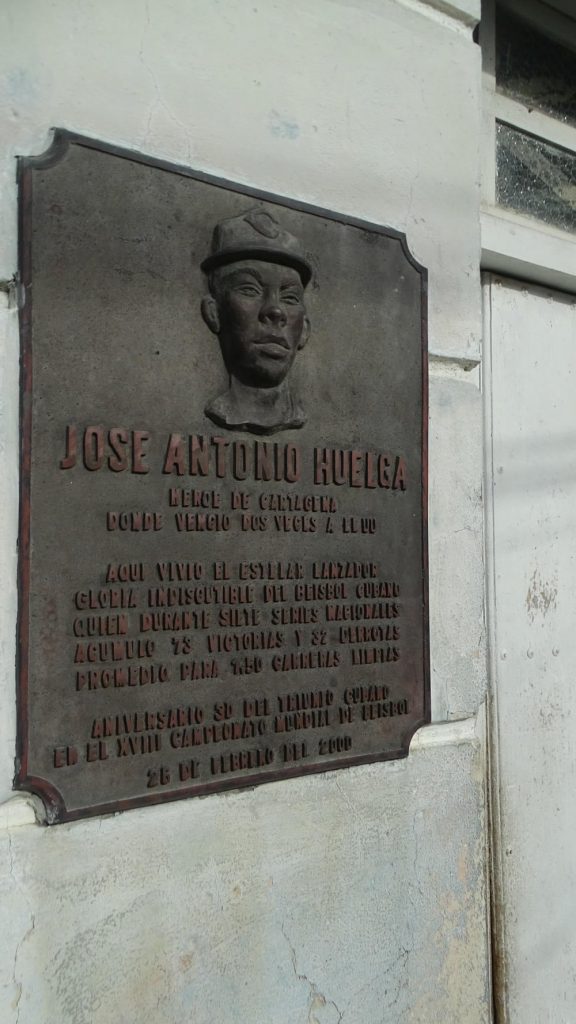 C
JOSE ANTONIO HUELGA
HEROE DE CARTAGENA
DONDE VENCIO DOS VECES A EE UU
AQUI VIVIO EL ESTELAR LANZADOR
GLORIA INDISCUTIBLE DEL BEISBOL CUBANO
QUIEN DURANTE SIETE SERIES NACIONALES
ACUMULO 73 VICTORIAS Y 32 DERROTAS
PROMEDIO PARA 1.50 CARRERAS LIMPIAS
ANIVERSARIO 30 DEL TRIUNFO CUBANO
EN EL XVIII CAMPEONATO MUNDIAL DE BEISBOL
DE FEBRERO DEL 2000